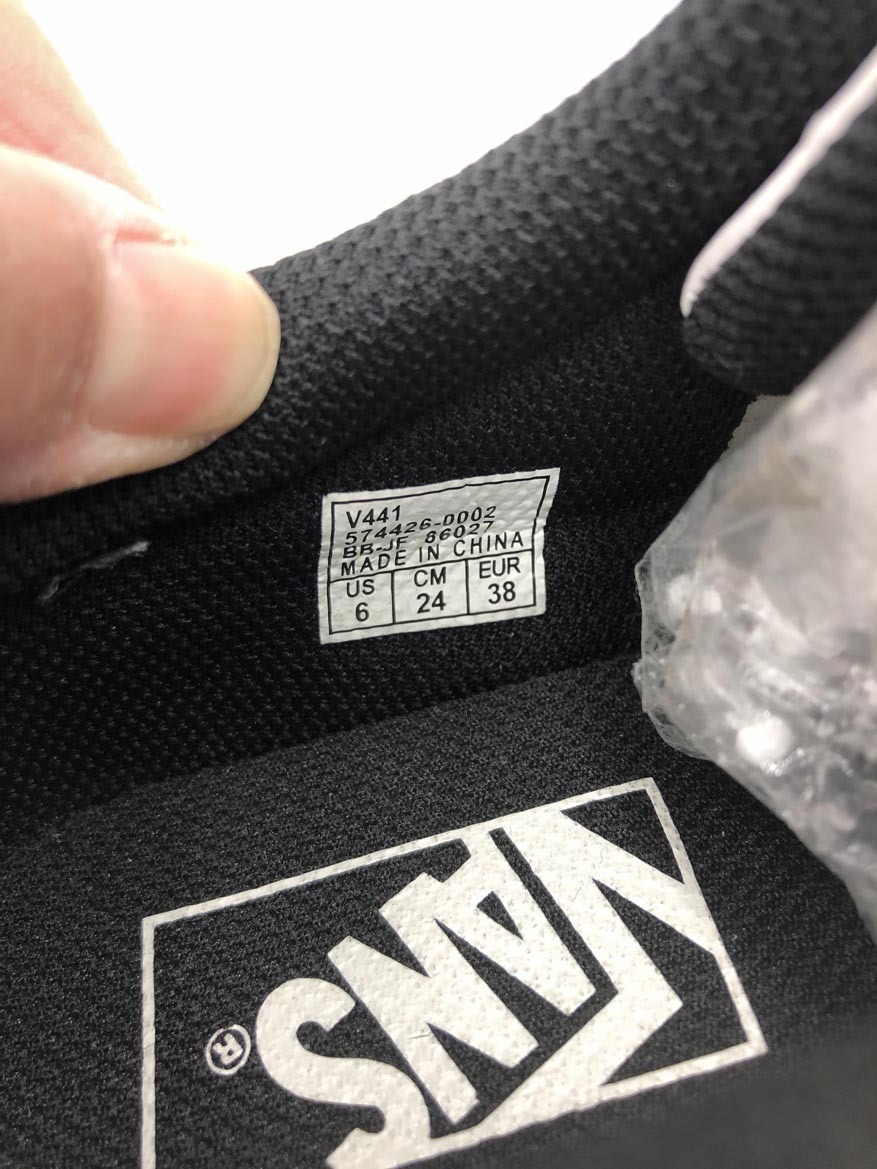 V441
574426-0002
BB-JF 86027
MADE IN CHINA
US CM EUR
6 24 38
VANS
®